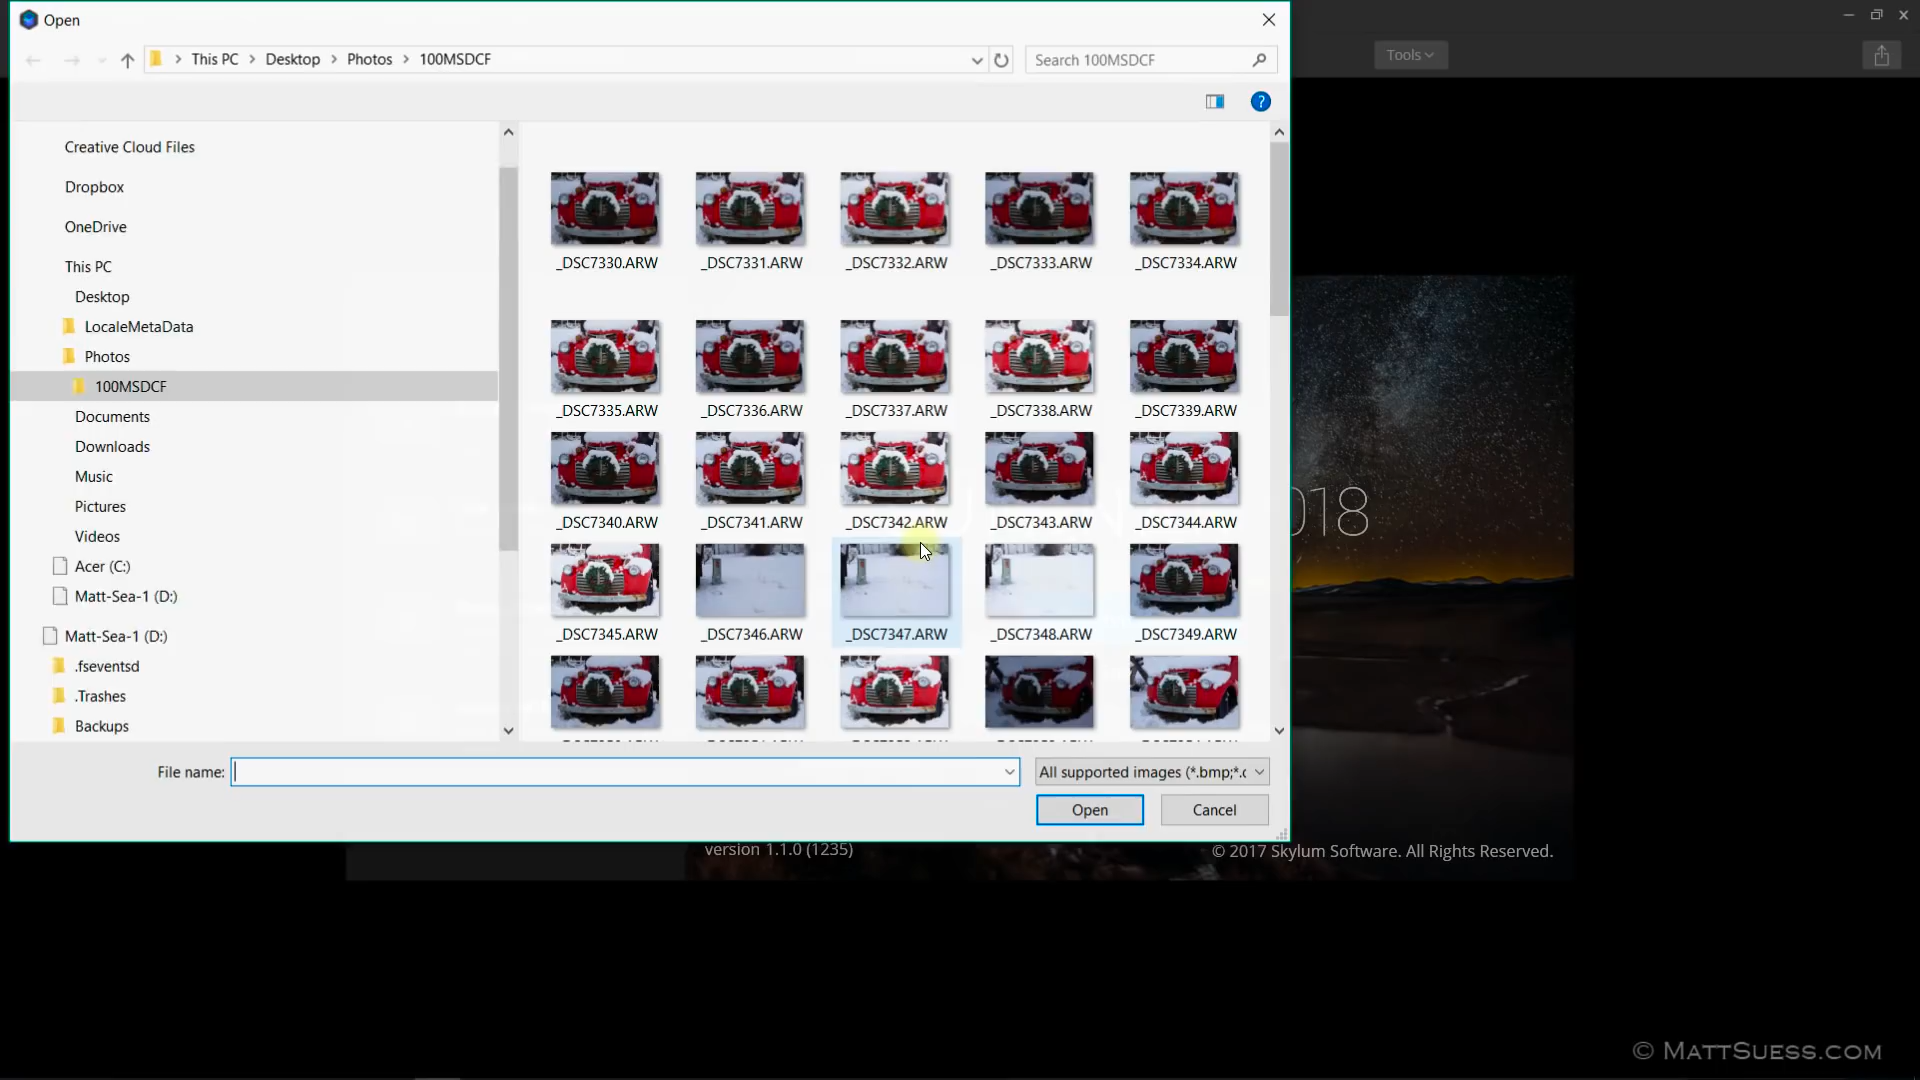 Open
Tools
This PC
Desktop
Photos
100MSDCF
Search 100MSDCF
?
Creative Cloud Files
Dropbox
OneDrive
This PC
Desktop
LocaleMetaData
Photos
100MSDCF
Documents
Downloads
Music
Pictures
Videos
Acer (C:)
Matt-Sea-1 (D:)
Matt-Sea-1 (D:)
.fseventsd
.Trashes
Backups
_DSC7330.ARW _DSC7331.ARW _DSC7332.ARW _DSC7333.ARW _DSC7334.ARW
_DSC7335.ARW _DSC7336.ARW _DSC7337.ARW _DSC7338.ARW _DSC7339.ARW
_DSC7340.ARW _DSC7341.ARW _DSC7342.ARW _DSC7343.ARW _DSC7344.ARW
_DSC7345.ARW _DSC7346.ARW _DSC7347.ARW _DSC7348.ARW _DSC7349.ARW
018
File name:
All supported images (*.bmp;*.c
Open
Cancel
version 1.1.0 (1235)
© 2017 Skylum Software. All Rights Reserved.
© MattSuess.com